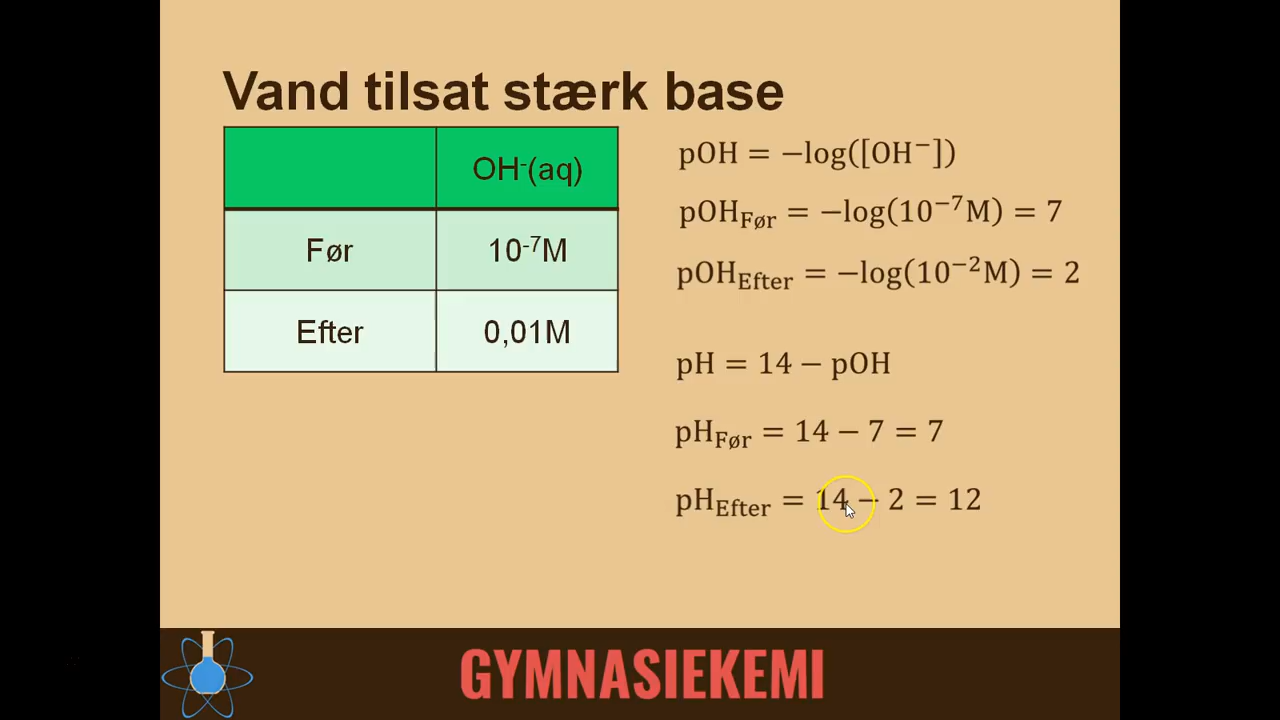 Vand tilsat stærk base
OH⁻(aq)
Før 10⁻⁷M
Efter 0,01M
pOH = −log([OH⁻])
pOH_Før = −log(10⁻⁷M) = 7
pOH_Efter = −log(10⁻²M) = 2
pH = 14 − pOH
pH_Før = 14 − 7 = 7
pH_Efter = 14 − 2 = 12
GYMNASIEKEMI